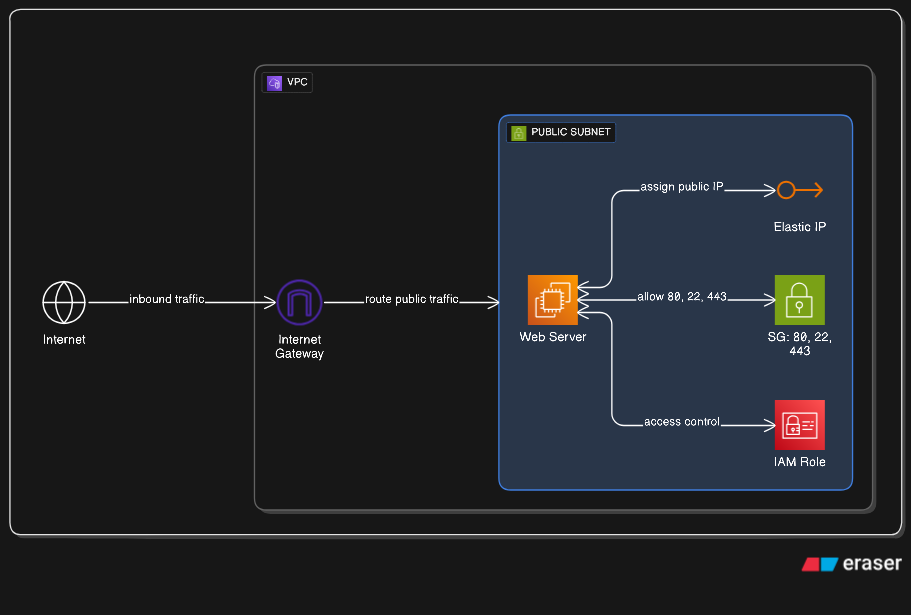 VPC
PUBLIC SUBNET
assign public IP
Elastic IP
inbound traffic
route public traffic
allow 80, 22, 443
Internet
Internet
Gateway
Web Server
SG: 80, 22,
443
access control
IAM Role
eraser